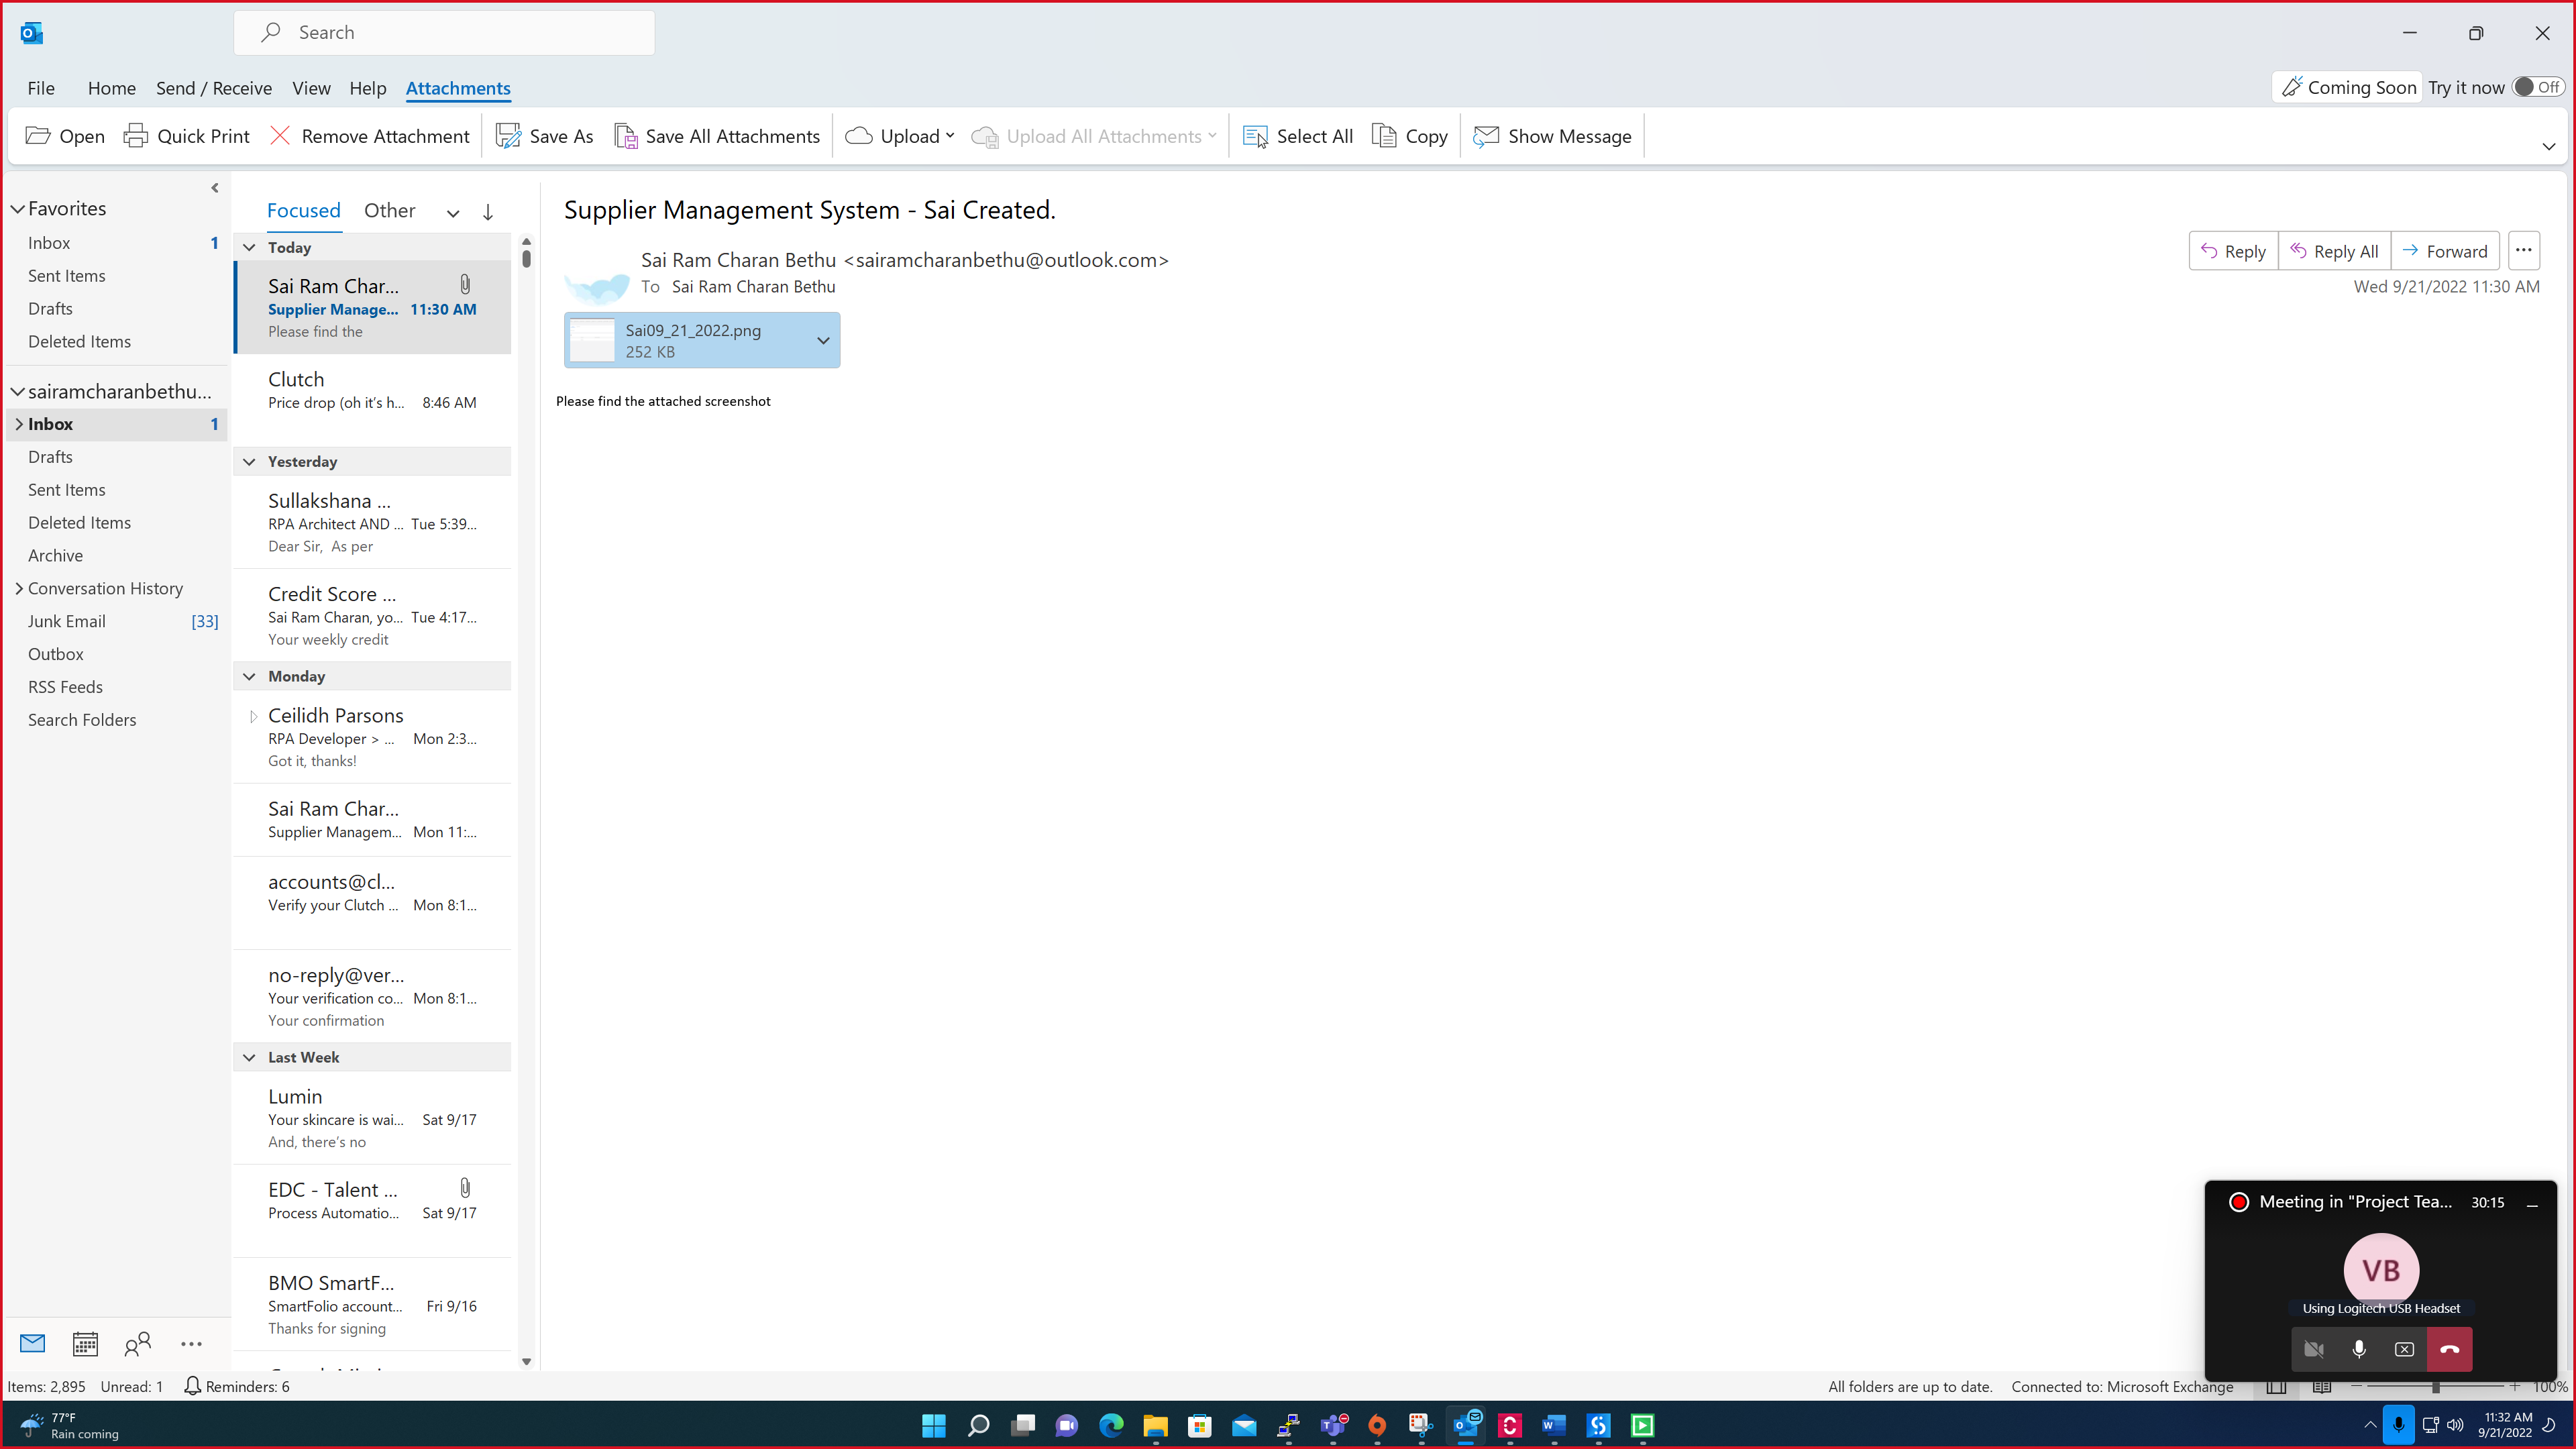 Search
File Home Send / Receive View Help Attachments
Coming Soon Try it now Off
Open Quick Print Remove Attachment Save As Save All Attachments Upload Upload All Attachments Select All Copy Show Message
Favorites
Inbox 1
Sent Items
Drafts
Deleted Items
sairamcharanbethu...
Inbox 1
Drafts
Sent Items
Deleted Items
Archive
Conversation History
Junk Email [33]
Outbox
RSS Feeds
Search Folders
Focused Other
Today
Sai Ram Char...
Supplier Manage... 11:30 AM
Please find the
Clutch
Price drop (oh it's h... 8:46 AM
Yesterday
Sullakshana ...
RPA Architect AND ... Tue 5:39...
Dear Sir, As per
Credit Score ...
Sai Ram Charan, yo... Tue 4:17...
Your weekly credit
Monday
Ceilidh Parsons
RPA Developer > ... Mon 2:3...
Got it, thanks!
Sai Ram Char...
Supplier Managem... Mon 11:...
accounts@cl...
Verify your Clutch ... Mon 8:1...
no-reply@ver...
Your verification co... Mon 8:1...
Your confirmation
Last Week
Lumin
Your skincare is wai... Sat 9/17
And, there's no
EDC - Talent ...
Process Automatio... Sat 9/17
BMO SmartF...
SmartFolio account... Fri 9/16
Thanks for signing
Supplier Management System - Sai Created.
Sai Ram Charan Bethu <sairamcharanbethu@outlook.com>
To Sai Ram Charan Bethu
Reply Reply All Forward ...
Wed 9/21/2022 11:30 AM
Sai09_21_2022.png
252 KB
Please find the attached screenshot
Meeting in "Project Tea... 30:15
VB
Using Logitech USB Headset
Items: 2,895 Unread: 1 Reminders: 6
All folders are up to date. Connected to: Microsoft Exchange 100%
77°F
Rain coming
11:32 AM
9/21/2022